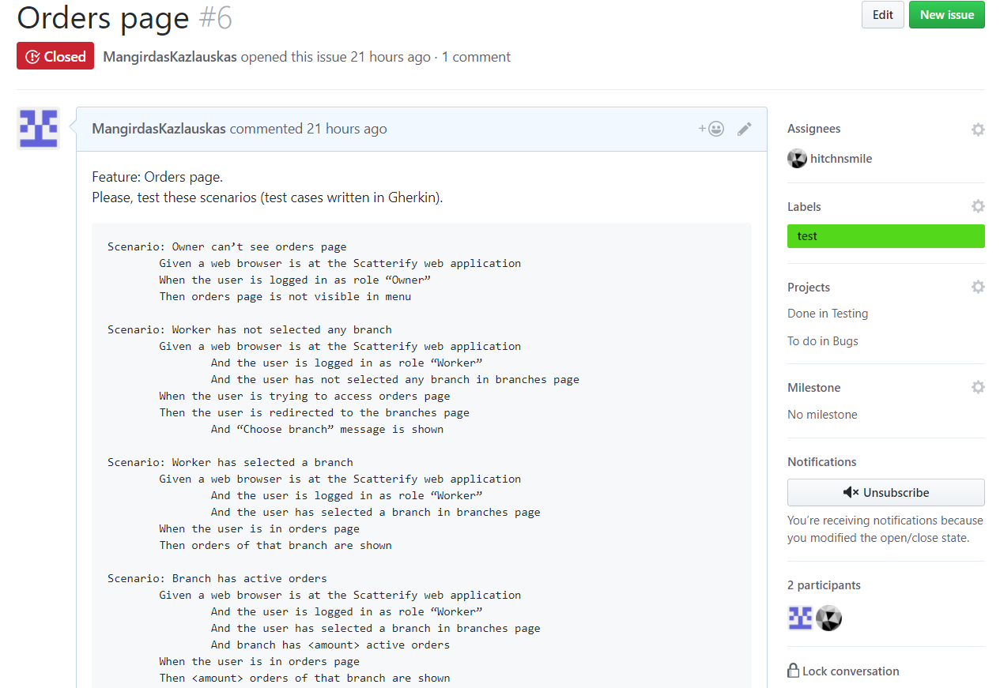 Orders page #6
Edit
New issue
Closed
MangirdasKazlauskas opened this issue 21 hours ago · 1 comment
MangirdasKazlauskas commented 21 hours ago
Feature: Orders page.
Please, test these scenarios (test cases written in Gherkin).
Scenario: Owner can’t see orders page
Given a web browser is at the Scatterify web application
When the user is logged in as role “Owner”
Then orders page is not visible in menu
Scenario: Worker has not selected any branch
Given a web browser is at the Scatterify web application
And the user is logged in as role “Worker”
And the user has not selected any branch in branches page
When the user is trying to access orders page
Then the user is redirected to the branches page
And “Choose branch” message is shown
Scenario: Worker has selected a branch
Given a web browser is at the Scatterify web application
And the user is logged in as role “Worker”
And the user has selected a branch in branches page
When the user is in orders page
Then orders of that branch are shown
Scenario: Branch has active orders
Given a web browser is at the Scatterify web application
And the user is logged in as role “Worker”
And the user has selected a branch in branches page
And branch has <amount> active orders
When the user is in orders page
Then <amount> orders of that branch are shown
Assignees
hitchnsmile
Labels
test
Projects
Done in Testing
To do in Bugs
Milestone
No milestone
Notifications
Unsubscribe
You’re receiving notifications because
you modified the open/close state.
2 participants
Lock conversation